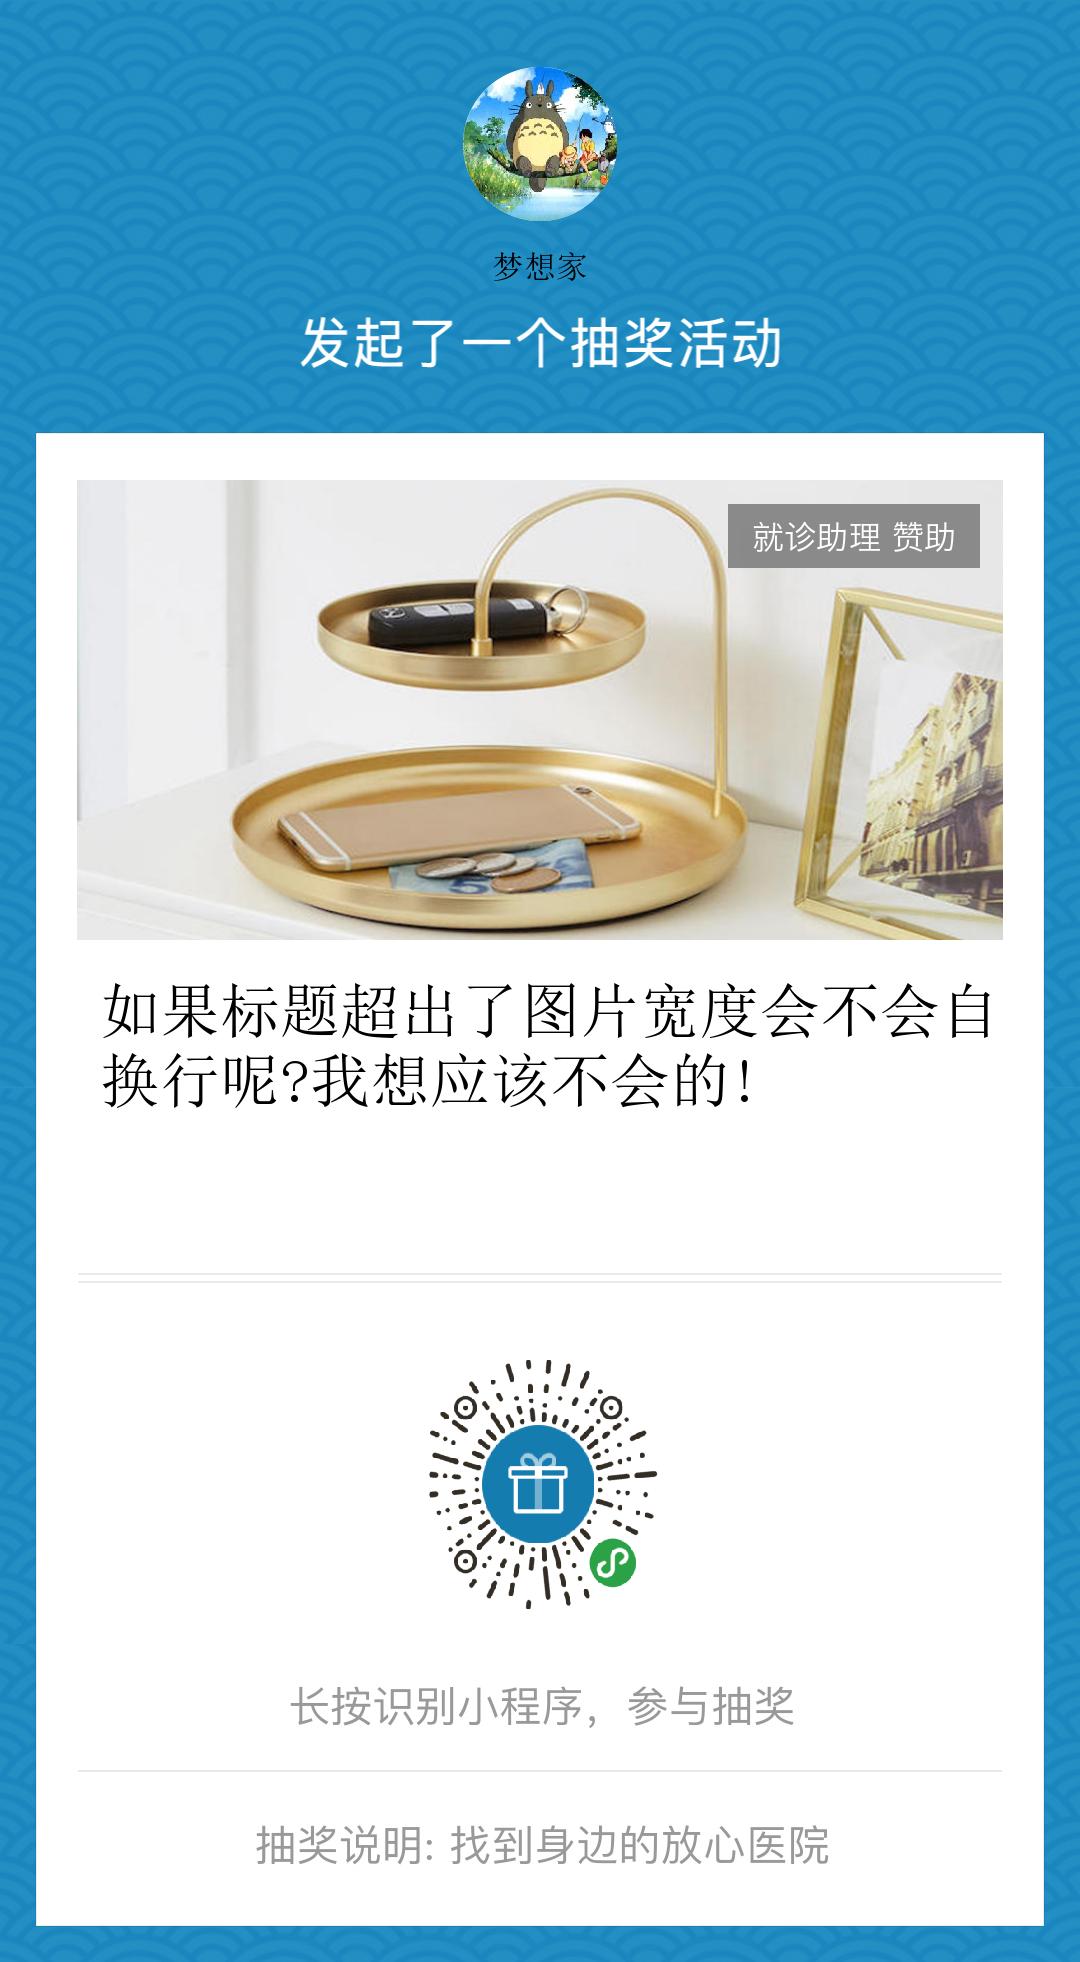 梦想家
发起了一个抽奖活动
就诊助理 赞助
如果标题超出了图片宽度会不会自
换行呢?我想应该不会的!
长按识别小程序，参与抽奖
抽奖说明: 找到身边的放心医院